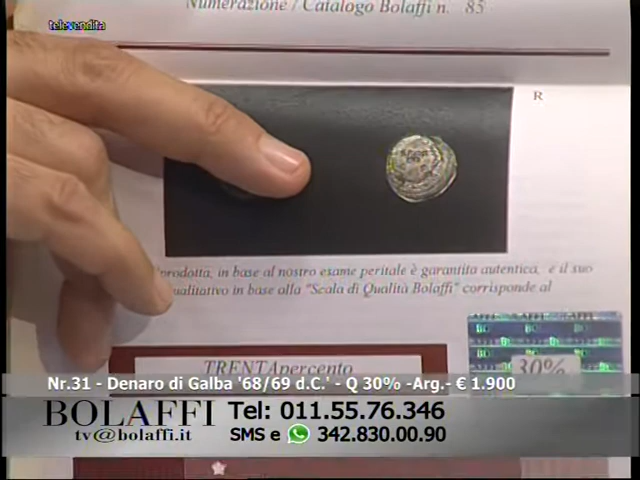 Numerazione / Catalogo Bolaffi n. 85
televendita
R
riprodotta, in base al nostro esame peritale è garantita autentica, e il suo
qualitativo in base alla "Scala di Qualità Bolaffi" corrisponde al
TRENTApercento
30%
Nr.31 - Denaro di Galba '68/69 d.C.' - Q 30% -Arg.- € 1.900
BOLAFFI
tv@bolaffi.it
Tel: 011.55.76.346
SMS e 342.830.00.90